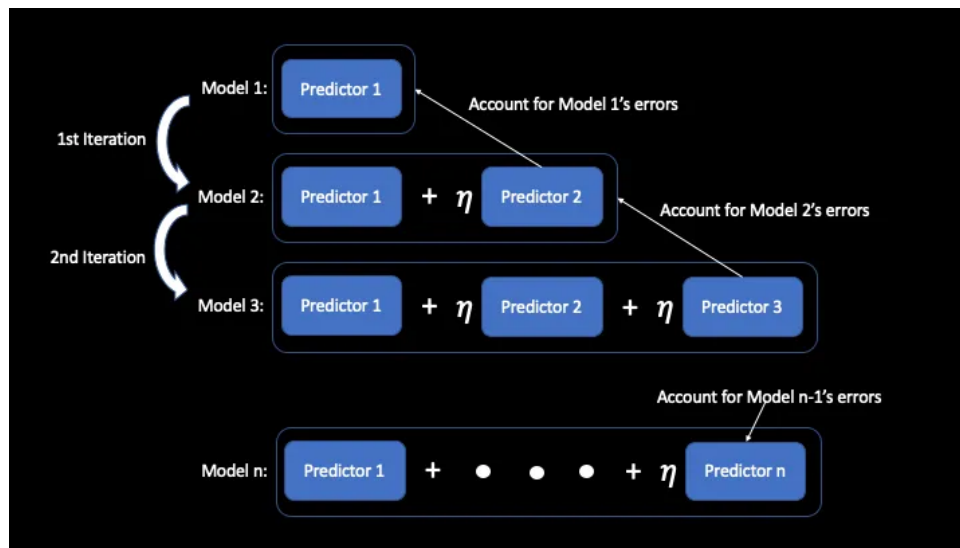 Model 1: Predictor 1
Account for Model 1's errors
1st Iteration
Model 2: Predictor 1 + η Predictor 2
Account for Model 2's errors
2nd Iteration
Model 3: Predictor 1 + η Predictor 2 + η Predictor 3
Account for Model n-1's errors
Model n: Predictor 1 + • • • + η Predictor n